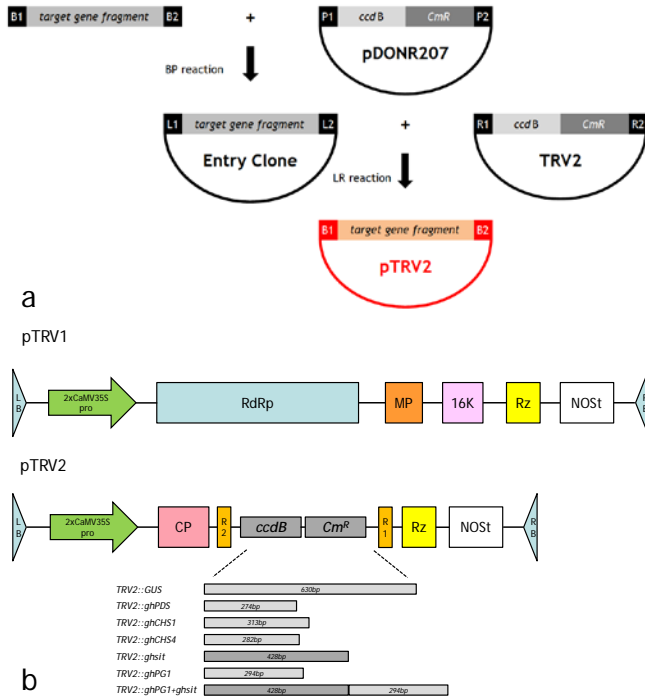 B1 target gene fragment B2 + P1 ccdB CmR P2
pDONR207
BP reaction
L1 target gene fragment L2 + R1 ccdB CmR R2
Entry Clone TRV2
LR reaction
B1 target gene fragment B2
pTRV2
a
pTRV1
LB 2xCaMV35S pro RdRp MP 16K Rz NOSt RB
pTRV2
LB 2xCaMV35S pro CP R2 ccdB Cm^R R1 Rz NOSt RB
TRV2::GUS 630bp
TRV2::ghPDS 274bp
TRV2::ghCHS1 313bp
TRV2::ghCHS4 282bp
TRV2::ghsit 428bp
TRV2::ghPG1 294bp
TRV2::ghPG1+ghsit 428bp 294bp
b